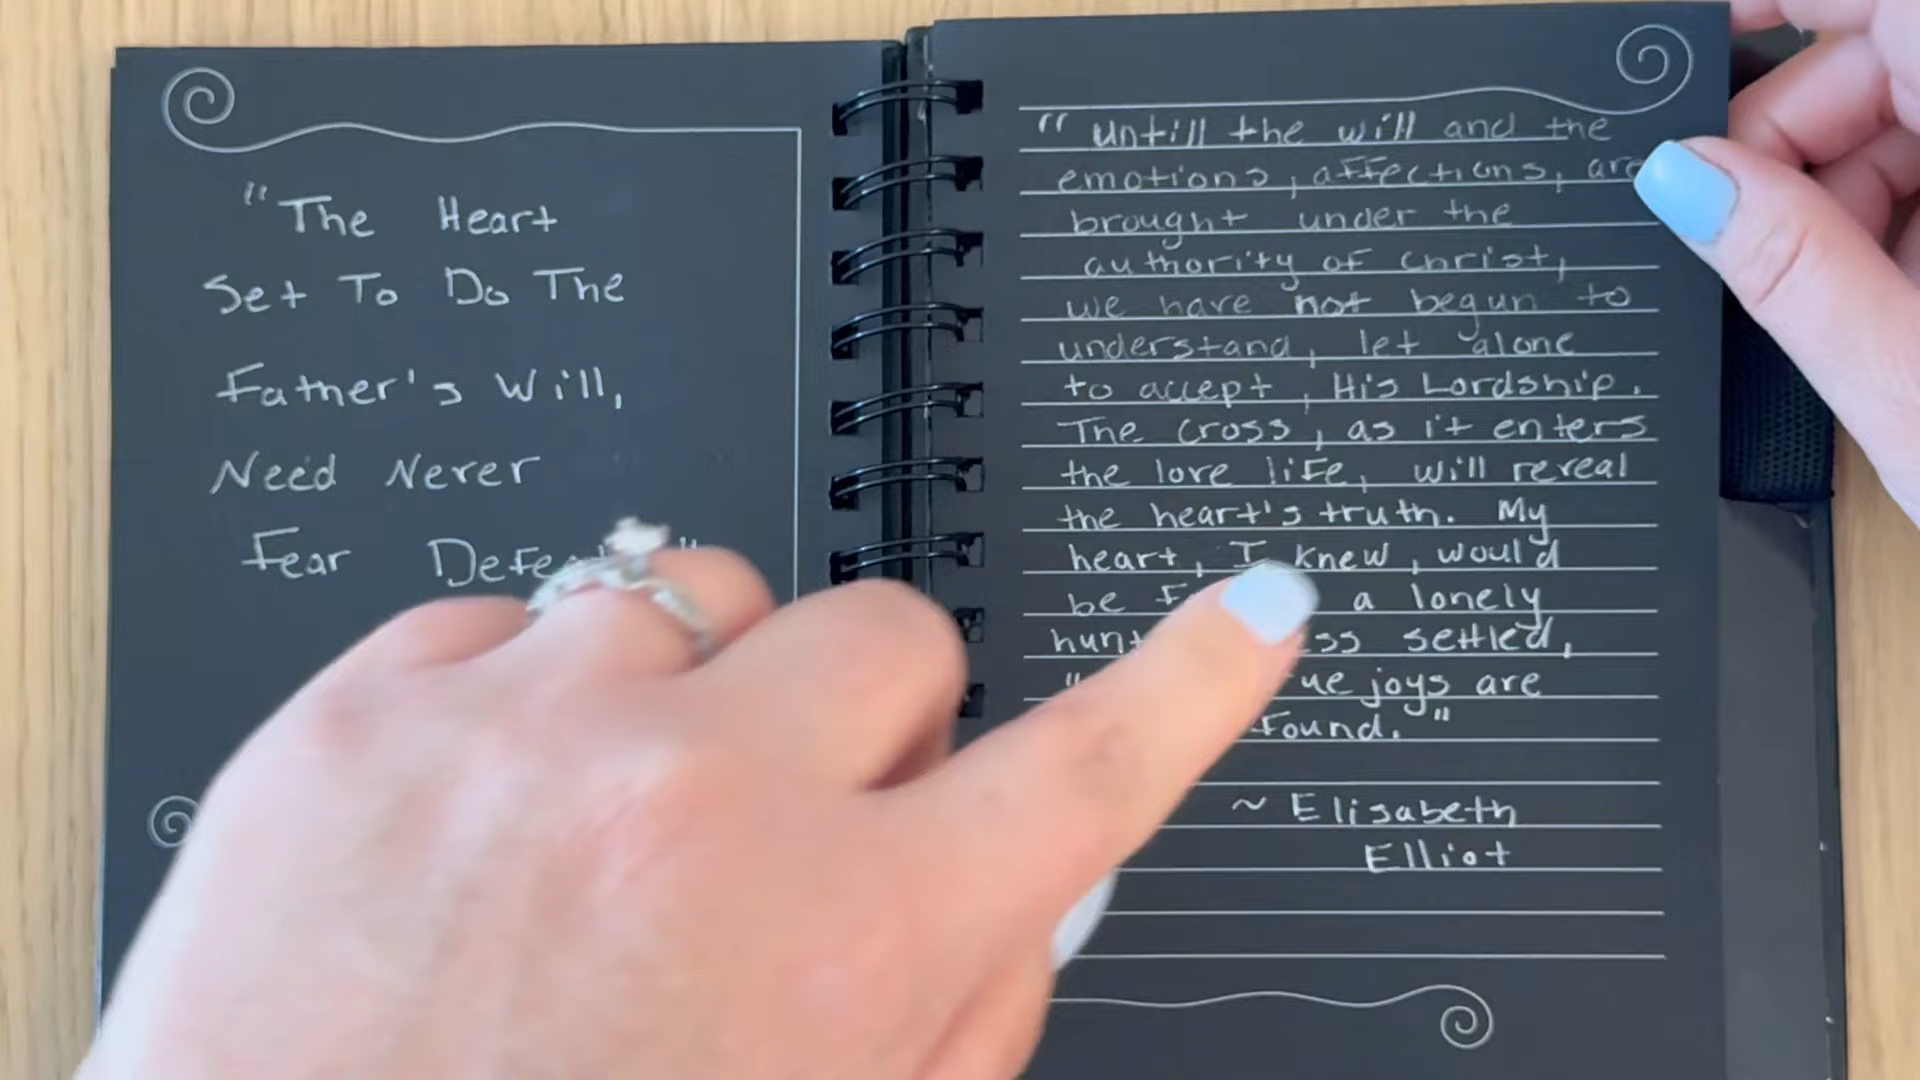 "The Heart
Set To Do The
Father's Will,
Need Never
Fear "
" untill the will and the
emotions, affections, are
brought under the
authority of Christ,
we have not begun to
understand, let alone
to accept, His Lordship.
The cross, as it enters
the love life, will reveal
the heart's truth. My
heart, I knew, would
be a lonely
settled,
" joys are
found."
~ Elisabeth
Elliot